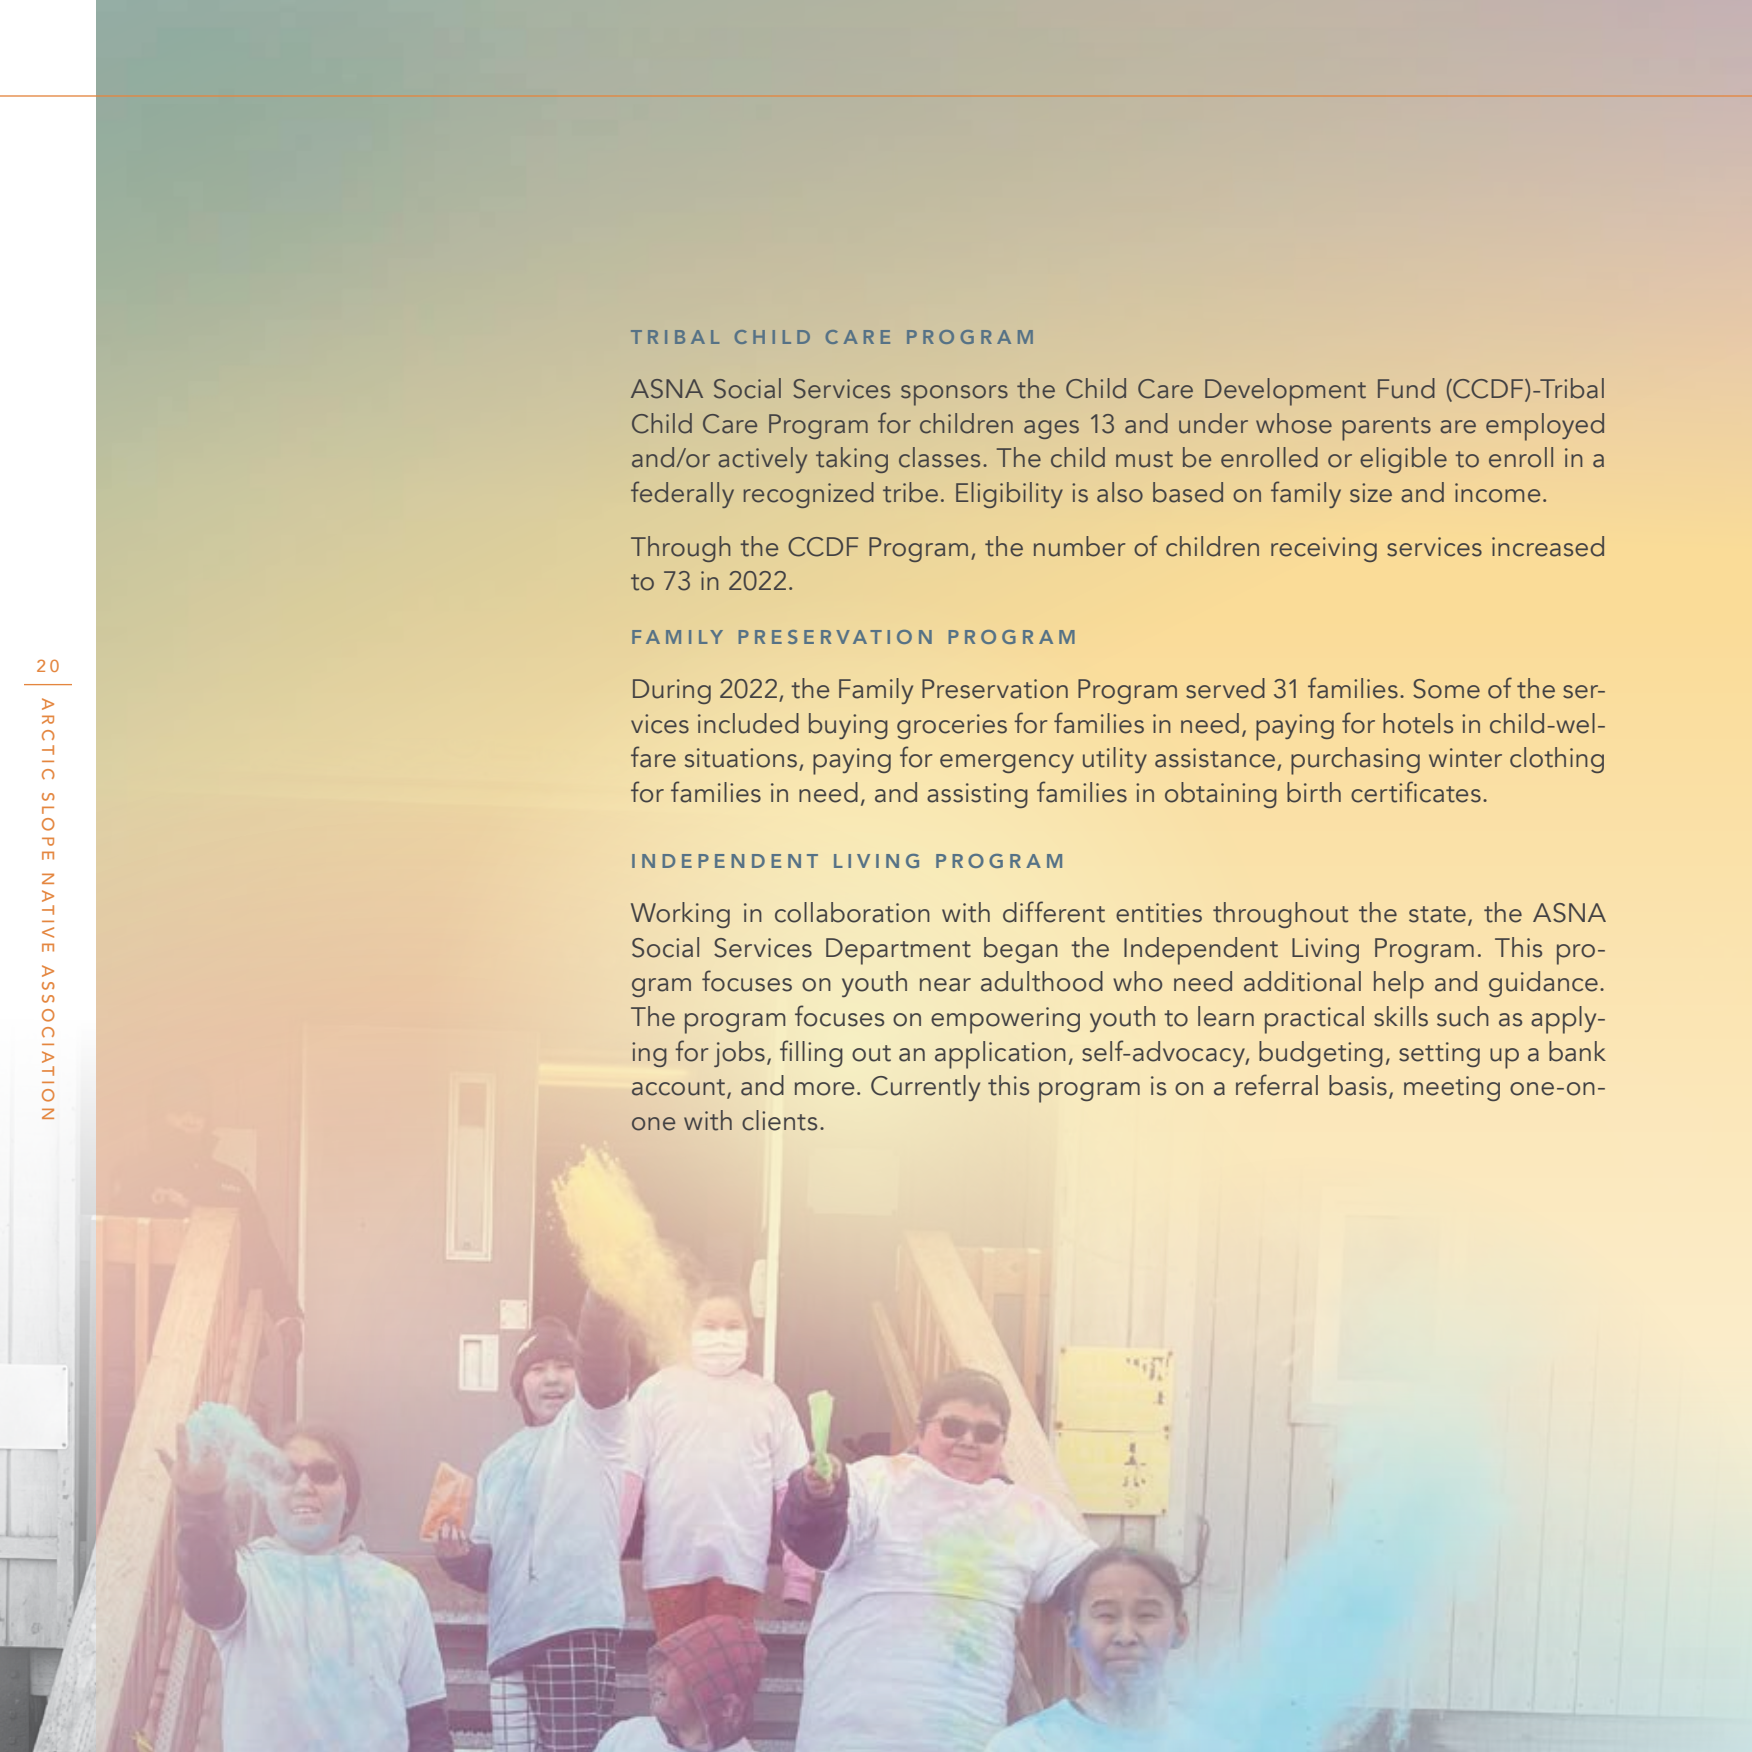 TRIBAL CHILD CARE PROGRAM
ASNA Social Services sponsors the Child Care Development Fund (CCDF)-Tribal
Child Care Program for children ages 13 and under whose parents are employed
and/or actively taking classes. The child must be enrolled or eligible to enroll in a
federally recognized tribe. Eligibility is also based on family size and income.
Through the CCDF Program, the number of children receiving services increased
to 73 in 2022.
FAMILY PRESERVATION PROGRAM
During 2022, the Family Preservation Program served 31 families. Some of the ser-
vices included buying groceries for families in need, paying for hotels in child-wel-
fare situations, paying for emergency utility assistance, purchasing winter clothing
for families in need, and assisting families in obtaining birth certificates.
INDEPENDENT LIVING PROGRAM
Working in collaboration with different entities throughout the state, the ASNA
Social Services Department began the Independent Living Program. This pro-
gram focuses on youth near adulthood who need additional help and guidance.
The program focuses on empowering youth to learn practical skills such as apply-
ing for jobs, filling out an application, self-advocacy, budgeting, setting up a bank
account, and more. Currently this program is on a referral basis, meeting one-on-
one with clients.
20
ARCTIC SLOPE NATIVE ASSOCIATION